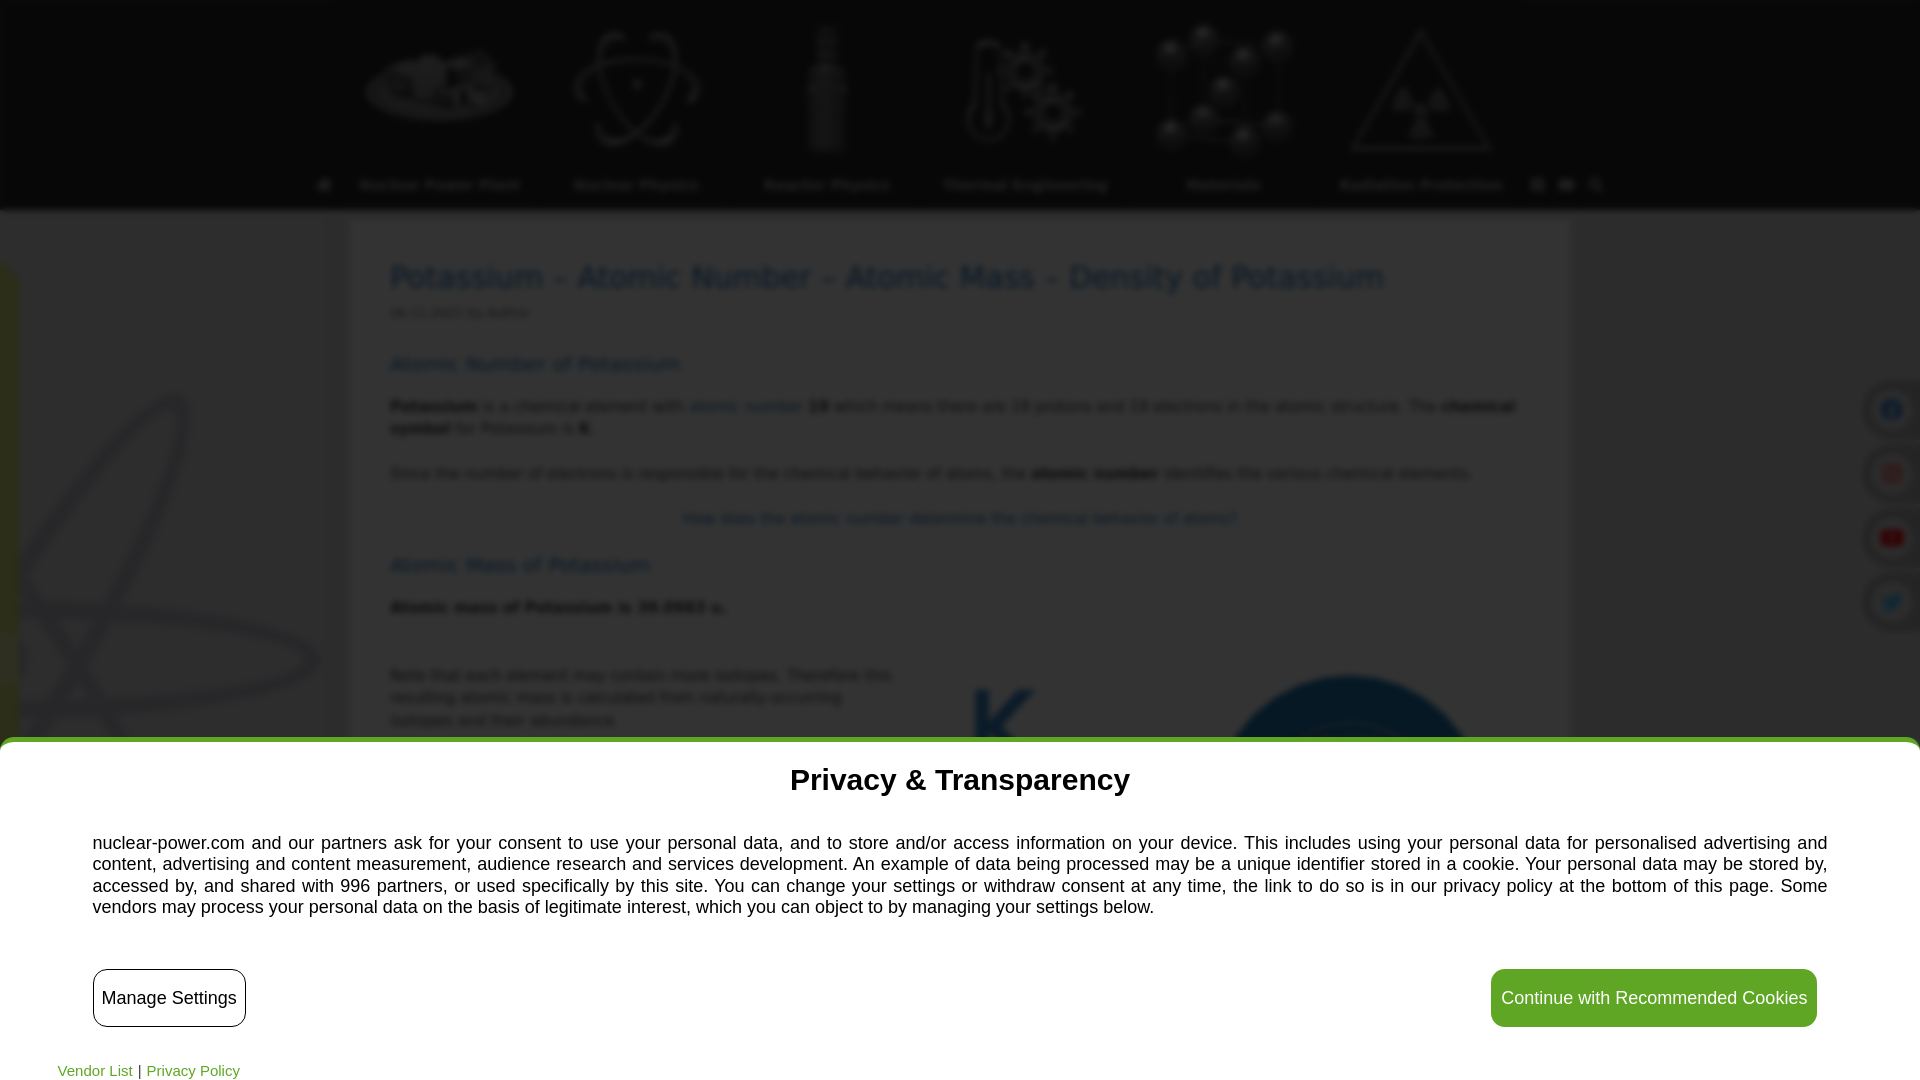 Nuclear Power Plant Nuclear Physics Reactor Physics Thermal Engineering Materials Radiation Protection
Potassium – Atomic Number – Atomic Mass – Density of Potassium
by Author
Atomic Number of Potassium
Potassium is a chemical element with atomic number 19 which means there are 19 protons and 19 electrons in the atomic structure. The chemical
symbol for Potassium is K.
Since the number of electrons is responsible for the chemical behavior of atoms, the atomic number identifies the various chemical elements.
How does the atomic number determine the chemical behavior of atoms?
Atomic Mass of Potassium
Atomic mass of Potassium is 39.0983 u.
Note that each element may contain more isotopes. Therefore this
resulting atomic mass is calculated from naturally-occurring
isotopes and their abundance.
K
Privacy & Transparency
nuclear-power.com and our partners ask for your consent to use your personal data, and to store and/or access information on your device. This includes using your personal data for personalised advertising and
content, advertising and content measurement, audience research and services development. An example of data being processed may be a unique identifier stored in a cookie. Your personal data may be stored by,
accessed by, and shared with 996 partners, or used specifically by this site. You can change your settings or withdraw consent at any time, the link to do so is in our privacy policy at the bottom of this page. Some
vendors may process your personal data on the basis of legitimate interest, which you can object to by managing your settings below.
Manage Settings
Continue with Recommended Cookies
Vendor List | Privacy Policy